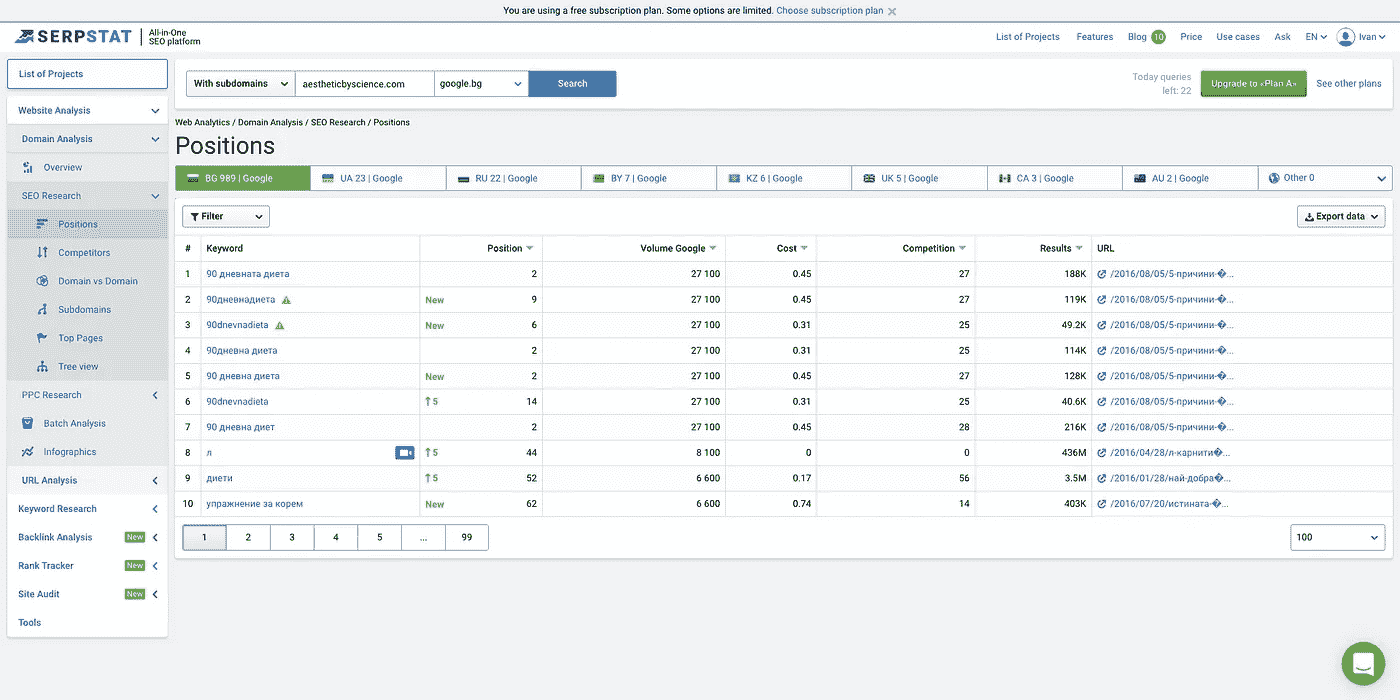 You are using a free subscription plan. Some options are limited. Choose subscription plan
SERPSTAT
All-in-One
SEO platform
List of Projects Features Blog 10 Price Use cases Ask EN Ivan
List of Projects
Website Analysis
Domain Analysis
Overview
SEO Research
Positions
Competitors
Domain vs Domain
Subdomains
Top Pages
Tree view
PPC Research
Batch Analysis
Infographics
URL Analysis
Keyword Research
Backlink Analysis New
Rank Tracker New
Site Audit New
Tools
With subdomains aestheticbyscience.com google.bg Search
Today queries
left: 22
Upgrade to «Plan A» See other plans
Web Analytics / Domain Analysis / SEO Research / Positions
Positions
BG 989 | Google UA 23 | Google RU 22 | Google BY 7 | Google KZ 6 | Google UK 5 | Google CA 3 | Google AU 2 | Google Other 0
Filter Export data
# Keyword Position Volume Google Cost Competition Results URL
1 90 дневната диета 2 27 100 0.45 27 188K /2016/08/05/5-причини-�...
2 90дневнадиета New 9 27 100 0.45 27 119K /2016/08/05/5-причини-�...
3 90dnevnadieta New 6 27 100 0.31 25 49.2K /2016/08/05/5-причини-�...
4 90дневна диета 2 27 100 0.31 25 114K /2016/08/05/5-причини-�...
5 90 дневна диета New 2 27 100 0.45 27 128K /2016/08/05/5-причини-�...
6 90dnevnadieta ↑ 5 14 27 100 0.31 25 40.6K /2016/08/05/5-причини-�...
7 90 дневна диет 2 27 100 0.45 28 216K /2016/08/05/5-причини-�...
8 л ↑ 5 44 8 100 0 0 436M /2016/04/28/л-карнити�...
9 диети ↑ 5 52 6 600 0.17 56 3.5M /2016/01/28/най-добра�...
10 упражнение за корем New 62 6 600 0.74 14 403K /2016/07/20/истината-�...
1 2 3 4 5 ... 99
100